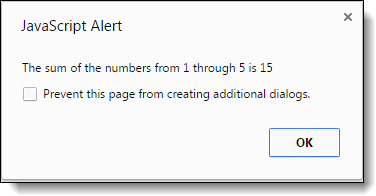 JavaScript Alert
The sum of the numbers from 1 through 5 is 15
Prevent this page from creating additional dialogs.
OK